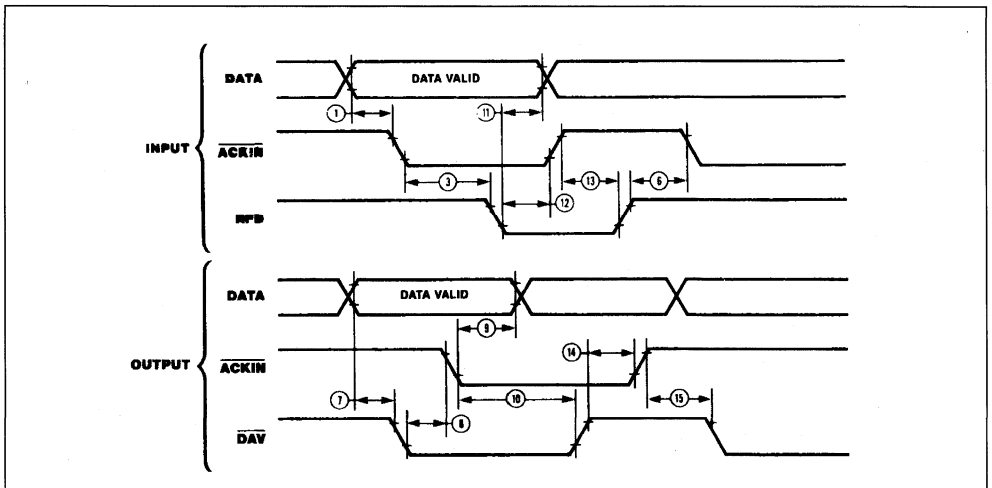 DATA
DATA VALID
1
11
INPUT
ACKIN
3
13
6
12
RFD
DATA
DATA VALID
9
OUTPUT
ACKIN
14
7
8
10
15
DAV